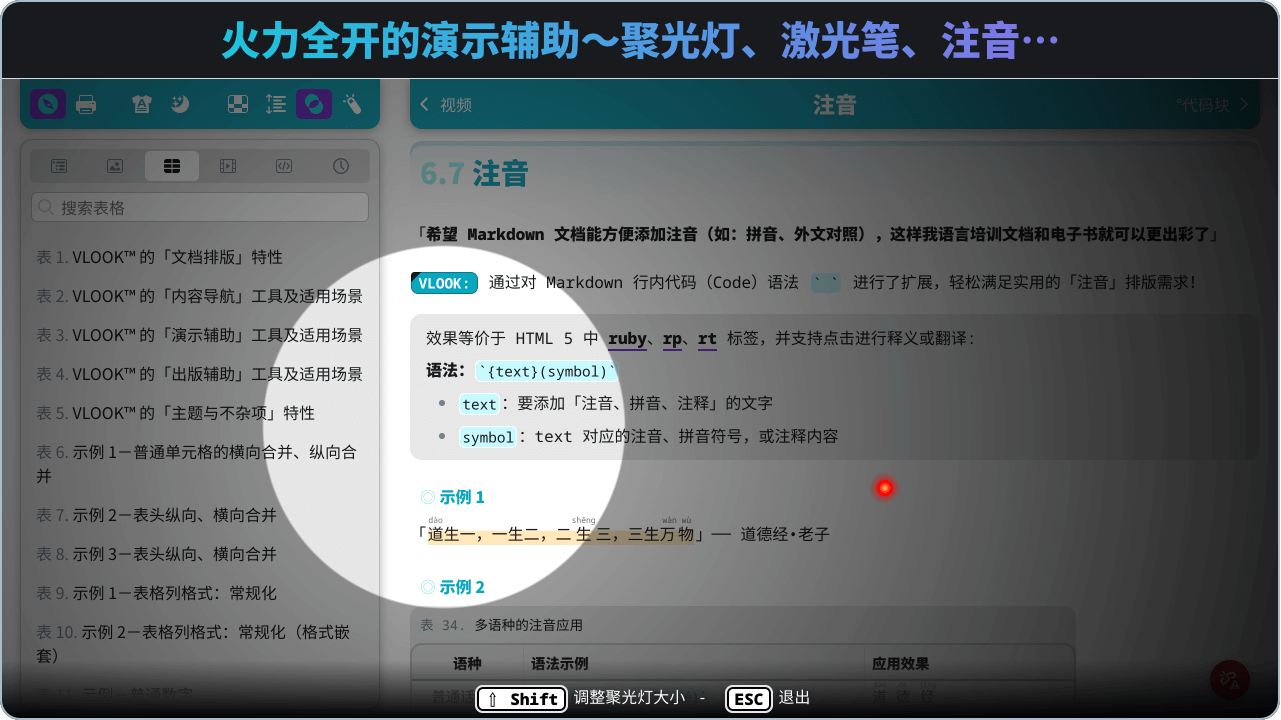 火力全开的演示辅助～聚光灯、激光笔、注音…
视频
注音
°代码块
搜索表格
表 1. VLOOK™ 的「文档排版」特性
表 2. VLOOK™ 的「内容导航」工具及适用场景
表 3. VLOOK™ 的「演示辅助」工具及适用场景
表 4. VLOOK™ 的「出版辅助」工具及适用场景
表 5. VLOOK™ 的「主题与不杂项」特性
表 6. 示例 1－普通单元格的横向合并、纵向合
并
表 7. 示例 2－表头纵向、横向合并
表 8. 示例 3－表头纵向、横向合并
表 9. 示例 1－表格列格式：常规化
表 10. 示例 2－表格列格式：常规化（格式嵌
套）
表 11. 示例－普通数字
6.7 注音
「希望 Markdown 文档能方便添加注音（如：拼音、外文对照），这样我语言培训文档和电子书就可以更出彩了」
VLOOK: 通过对 Markdown 行内代码（Code）语法 ` ` 进行了扩展，轻松满足实用的「注音」排版需求！
效果等价于 HTML 5 中 ruby、rp、rt 标签，并支持点击进行释义或翻译：
语法：`{text}(symbol)`
• text：要添加「注音、拼音、注释」的文字
• symbol：text 对应的注音、拼音符号，或注释内容
示例 1
dào shēng wàn wù
「道生一，一生二，二生三，三生万物」—— 道德经·老子
示例 2
表 34. 多语种的注音应用
语种 语法示例 应用效果
普通话 道 德 经
⇧ Shift 调整聚光灯大小 - ESC 退出